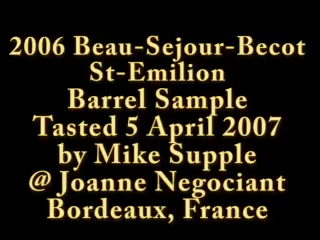 2006 Beau-Sejour-Becot
St-Emilion
Barrel Sample
Tasted 5 April 2007
by Mike Supple
@ Joanne Negociant
Bordeaux, France